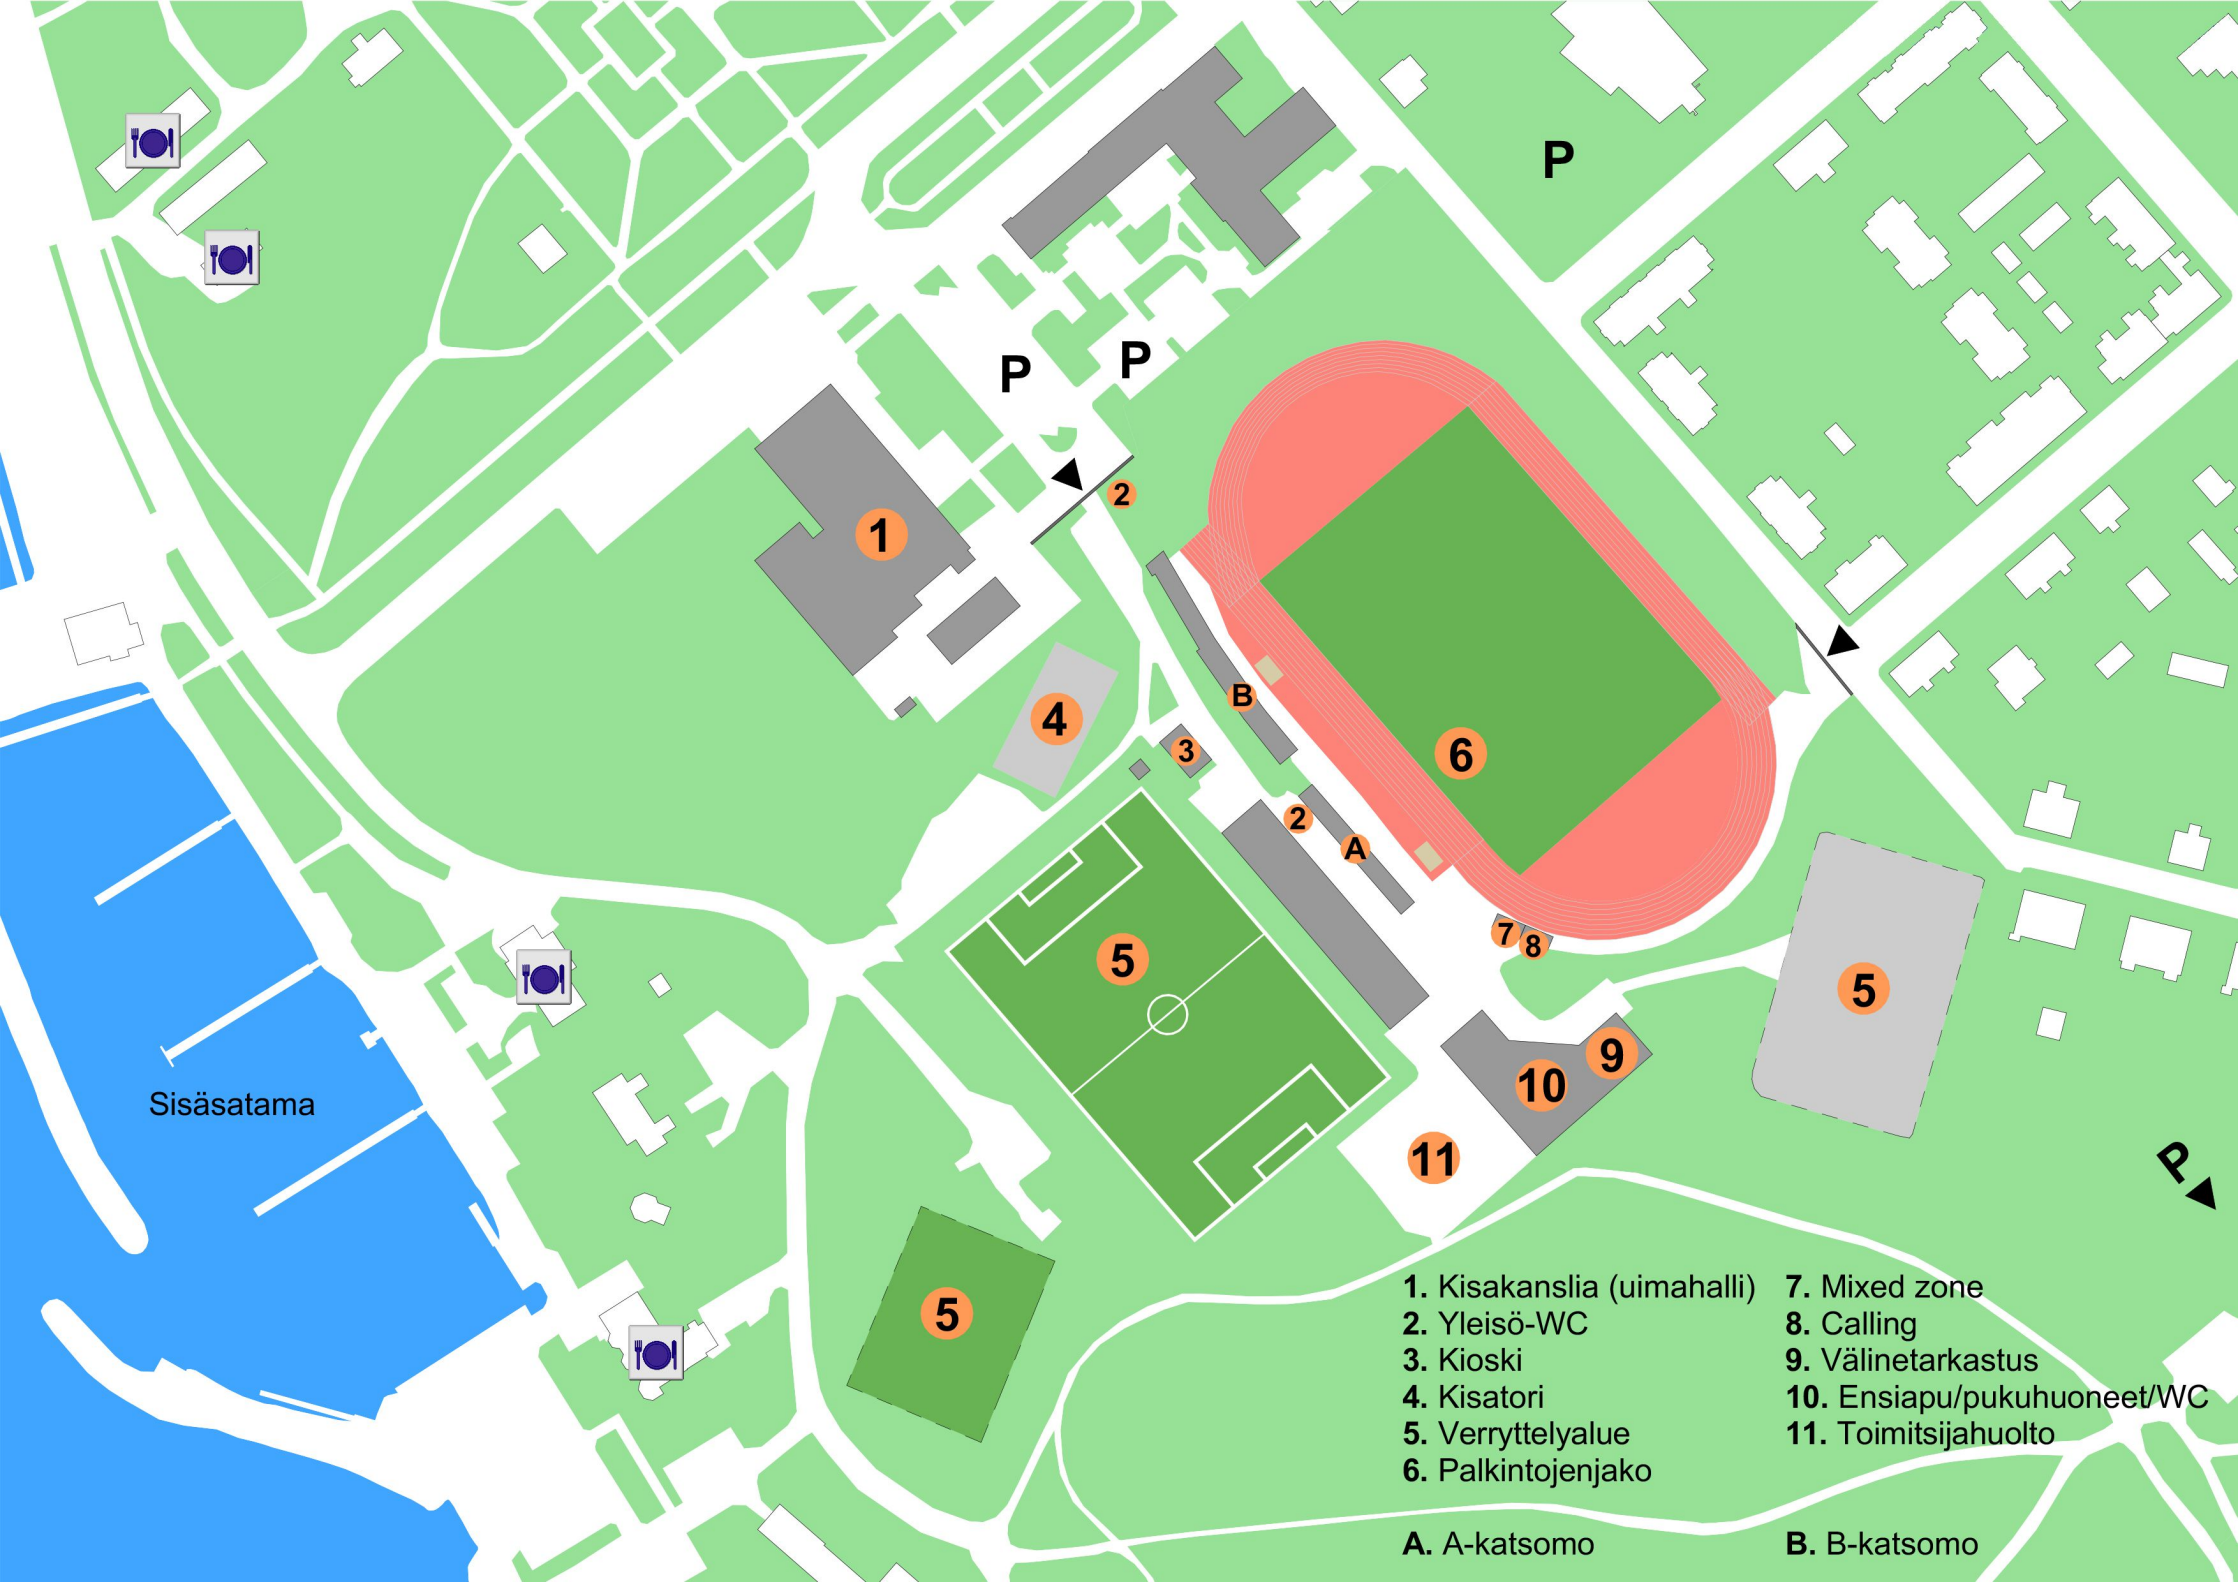 P
P
P
2
1
B
4
3
6
2
A
7
8
5
5
9
10
Sisäsatama
11
P
5
1. Kisakanslia (uimahalli)
2. Yleisö-WC
3. Kioski
4. Kisatori
5. Verryttelyalue
6. Palkintojenjako
7. Mixed zone
8. Calling
9. Välinetarkastus
10. Ensiapu/pukuhuoneet/WC
11. Toimitsijahuolto
A. A-katsomo
B. B-katsomo